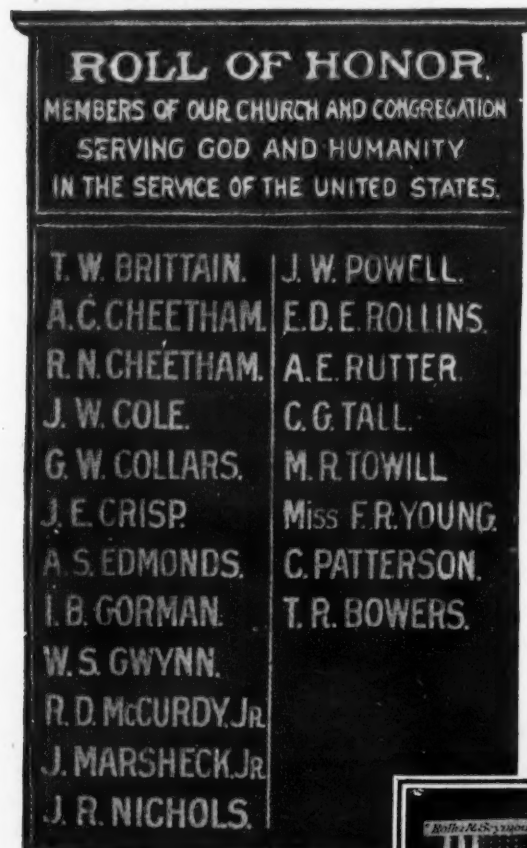 ROLL OF HONOR.
MEMBERS OF OUR CHURCH AND CONGREGATION
SERVING GOD AND HUMANITY
IN THE SERVICE OF THE UNITED STATES.
T. W. BRITTAIN.
A. C. CHEETHAM.
R. N. CHEETHAM.
J. W. COLE.
G. W. COLLARS.
J. E. CRISP.
A. S. EDMONDS.
I. B. GORMAN.
W. S. GWYNN.
R. D. McCURDY, JR.
J. MARSHECK, JR.
J. R. NICHOLS.
J. W. POWELL.
E. D. E. ROLLINS.
A. E. RUTTER.
C. G. TALL.
M. R. TOWILL
Miss F. R. YOUNG.
C. PATTERSON.
T. R. BOWERS.